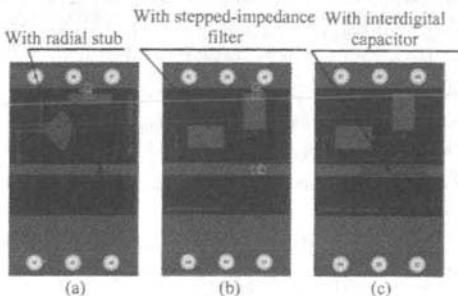 With radial stub
With stepped-impedance
filter
With interdigital
capacitor
(a)
(b)
(c)